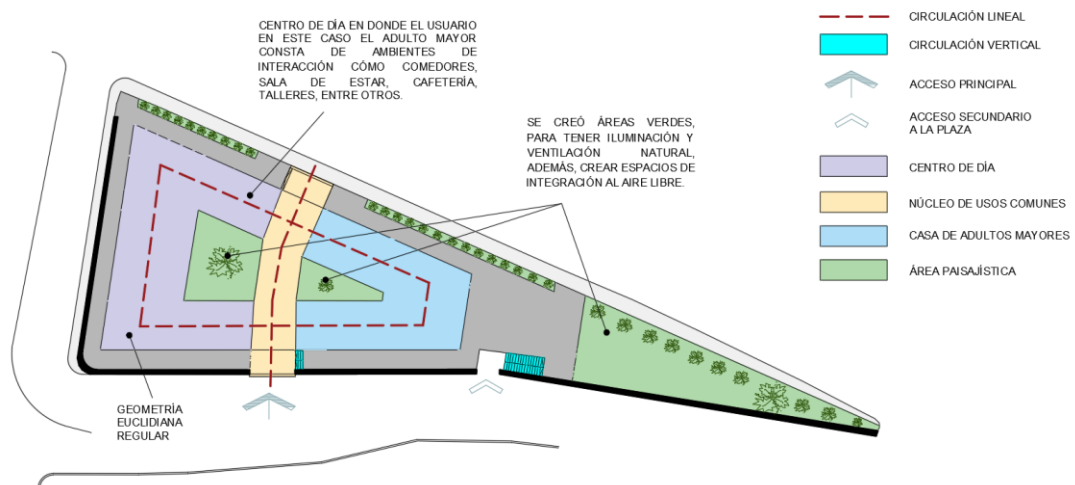 CENTRO DE DÍA EN DONDE EL USUARIO
EN ESTE CASO EL ADULTO MAYOR
CONSTA DE AMBIENTES DE
INTERACCIÓN CÓMO COMEDORES,
SALA DE ESTAR, CAFETERÍA,
TALLERES, ENTRE OTROS.
SE CREÓ ÁREAS VERDES,
PARA TENER ILUMINACIÓN Y
VENTILACIÓN NATURAL,
ADEMÁS, CREAR ESPACIOS DE
INTEGRACIÓN AL AIRE LIBRE.
GEOMETRÍA
EUCLIDIANA
REGULAR
CIRCULACIÓN LINEAL
CIRCULACIÓN VERTICAL
ACCESO PRINCIPAL
ACCESO SECUNDARIO
A LA PLAZA
CENTRO DE DÍA
NÚCLEO DE USOS COMUNES
CASA DE ADULTOS MAYORES
ÁREA PAISAJÍSTICA